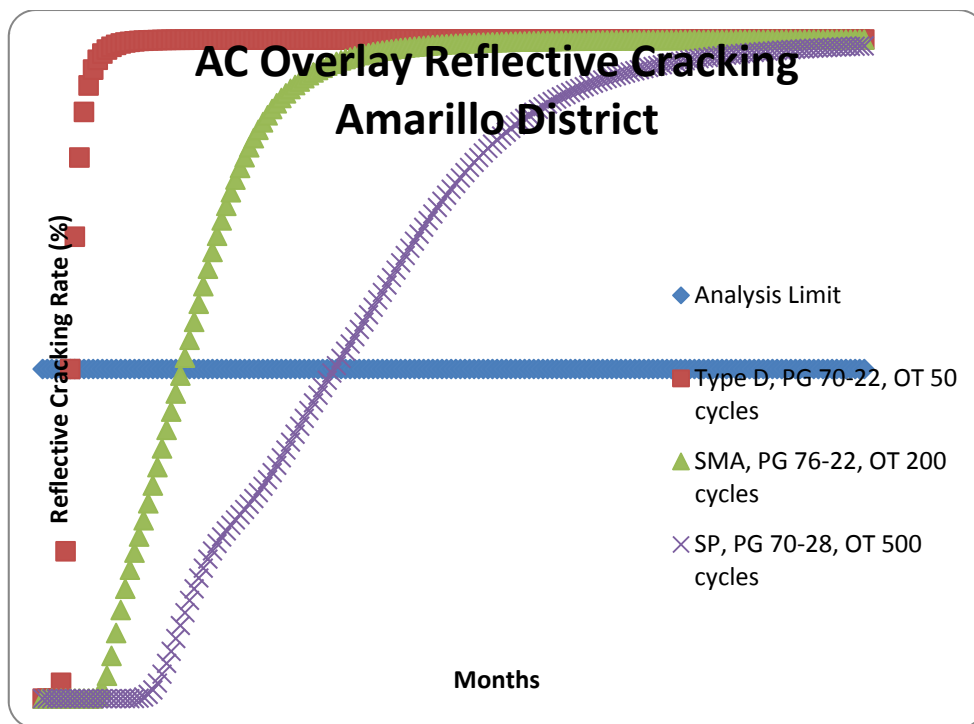 AC Overlay Reflective Cracking
Amarillo District
Reflective Cracking Rate (%)
Analysis Limit
Type D, PG 70-22, OT 50
cycles
SMA, PG 76-22, OT 200
cycles
SP, PG 70-28, OT 500
cycles
Months